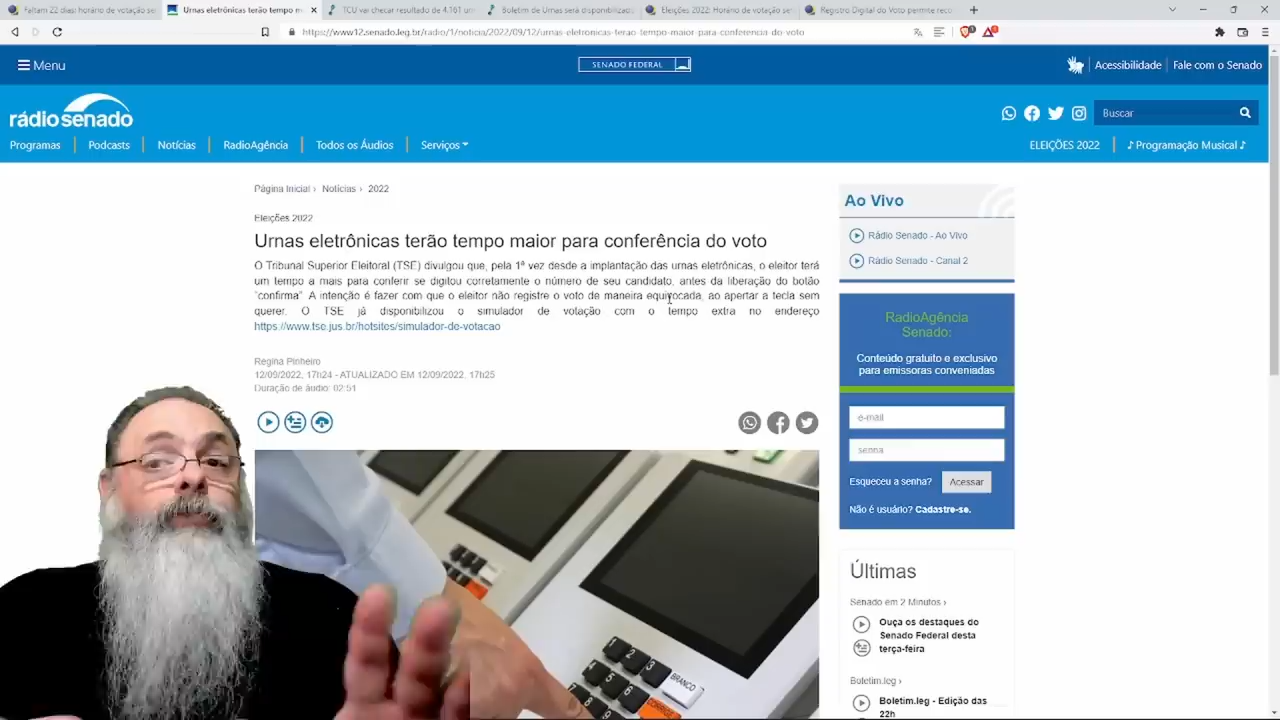 Faltam 22 dias! horário de votação se
Urnas eletrônicas terão tempo m
TCU vai checar resultado de 4.161 urn
Boletim de Urnas será disponibilizado
Eleições 2022: Horário de votação se
Registro Digital do Voto permite reco
https://www12.senado.leg.br/radio/1/noticia/2022/09/12/urnas-eletronicas-terao-tempo-maior-para-conferencia-do-voto
Menu
SENADO FEDERAL
Acessibilidade
Fale com o Senado
rádiosenado
Buscar
Programas
Podcasts
Notícias
RadioAgência
Todos os Áudios
Serviços
ELEIÇÕES 2022
♪ Programação Musical ♪
Página Inicial › Notícias › 2022
Eleições 2022
Urnas eletrônicas terão tempo maior para conferência do voto
O Tribunal Superior Eleitoral (TSE) divulgou que, pela 1ª vez desde a implantação das urnas eletrônicas, o eleitor terá
um tempo a mais para conferir se digitou corretamente o número de seu candidato, antes da liberação do botão
"confirma". A intenção é fazer com que o eleitor não registre o voto de maneira equivocada, ao apertar a tecla sem
querer. O TSE já disponibilizou o simulador de votação com o tempo extra no endereço
https://www.tse.jus.br/hotsites/simulador-de-votacao
Regina Pinheiro
12/09/2022, 17h24 - ATUALIZADO EM 12/09/2022, 17h25
Duração de áudio: 02:51
1 2 3
BRANCO
4 5 6
CORRIGE
Ao Vivo
Rádio Senado - Ao Vivo
Rádio Senado - Canal 2
RadioAgência
Senado:
Conteúdo gratuito e exclusivo
para emissoras conveniadas
e-mail
senha
Esqueceu a senha?
Acessar
Não é usuário? Cadastre-se.
Últimas
Senado em 2 Minutos ›
Ouça os destaques do
Senado Federal desta
terça-feira
Boletim.leg ›
Boletim.leg - Edição das
22h